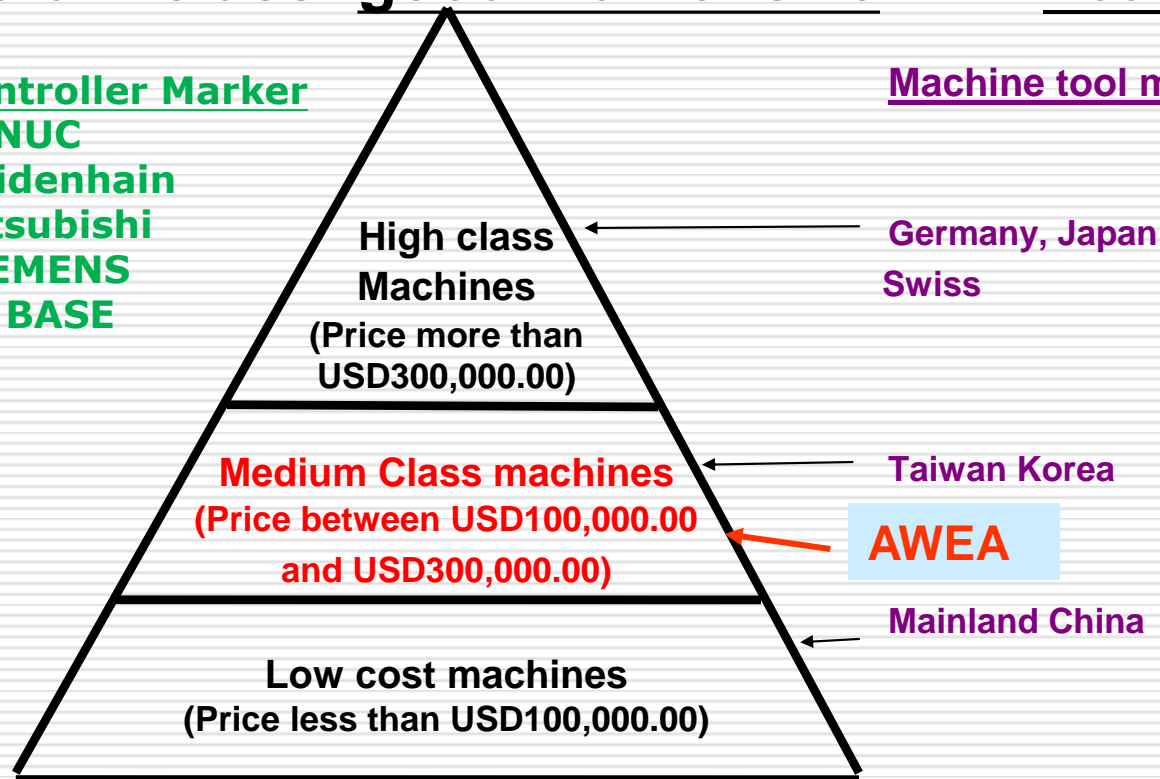 ntroller Marker
NUC
idenhain
tsubishi
EMENS
BASE
Machine tool m
High class
Machines
(Price more than
USD300,000.00)
Germany, Japan
Swiss
Medium Class machines
(Price between USD100,000.00
and USD300,000.00)
Taiwan Korea
AWEA
Mainland China
Low cost machines
(Price less than USD100,000.00)